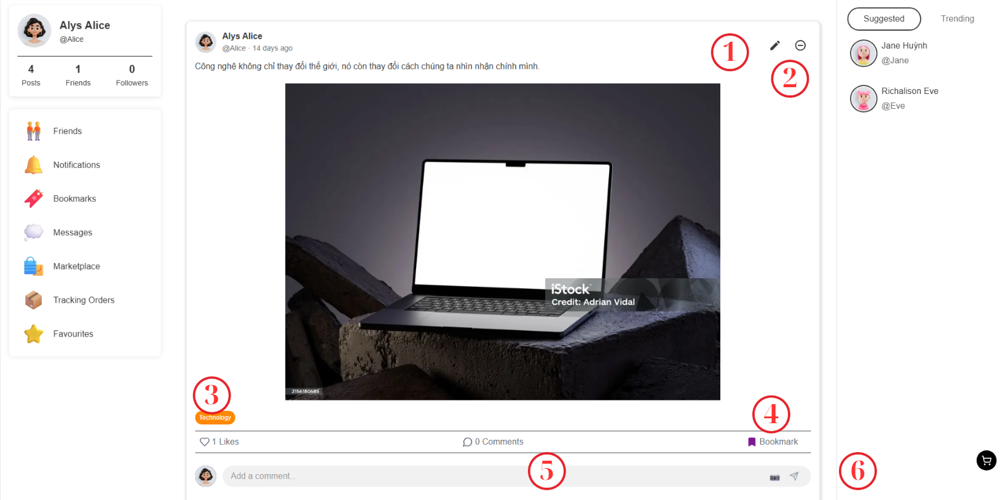 Alys Alice
@Alice
4
Posts
1
Friends
0
Followers
Friends
Notifications
Bookmarks
Messages
Marketplace
Tracking Orders
Favourites
Alys Alice
@Alice · 14 days ago
Công nghệ không chỉ thay đổi thế giới, nó còn thay đổi cách chúng ta nhìn nhận chính mình.
1
2
iStock
Credit: Adrian Vidal
2156180685
3
Technology
4
1 Likes
0 Comments
Bookmark
5
Add a comment...
6
Suggested
Trending
Jane Huỳnh
@Jane
Richalison Eve
@Eve